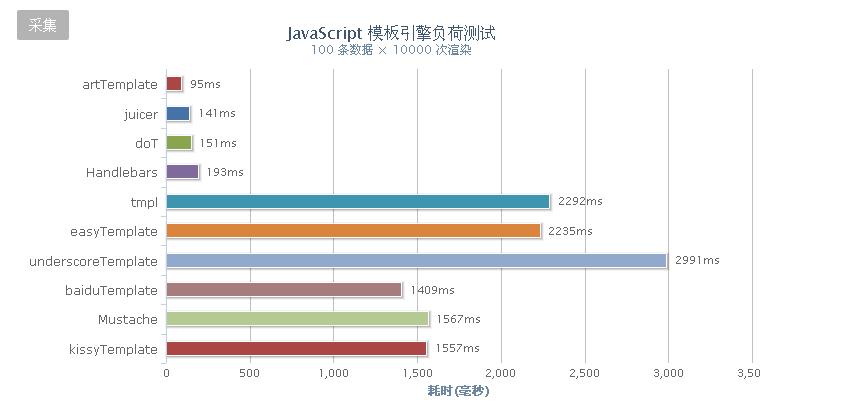 采集
JavaScript 模板引擎负荷测试
100 条数据 × 10000 次渲染
artTemplate 95ms
juicer 141ms
doT 151ms
Handlebars 193ms
tmpl 2292ms
easyTemplate 2235ms
underscoreTemplate 2991ms
baiduTemplate 1409ms
Mustache 1567ms
kissyTemplate 1557ms
0 500 1,000 1,500 2,000 2,500 3,000 3,50
耗时(毫秒)